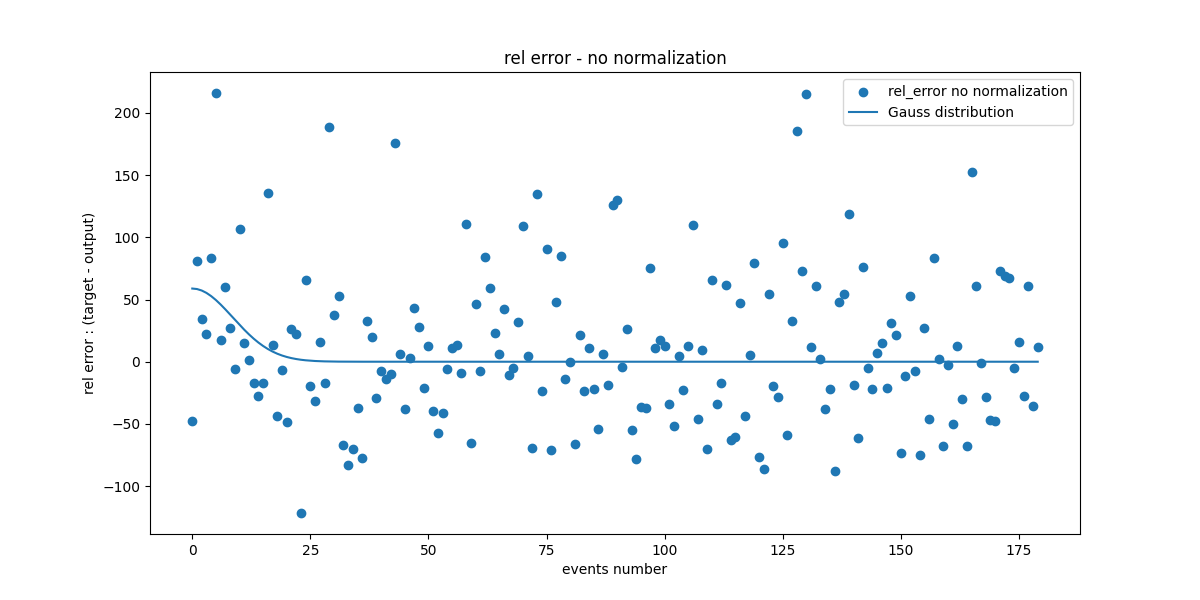 rel error - no normalization
rel_error no normalization
Gauss distribution
rel error : (target - output)
200
150
100
50
0
−50
−100
0 25 50 75 100 125 150 175
events number